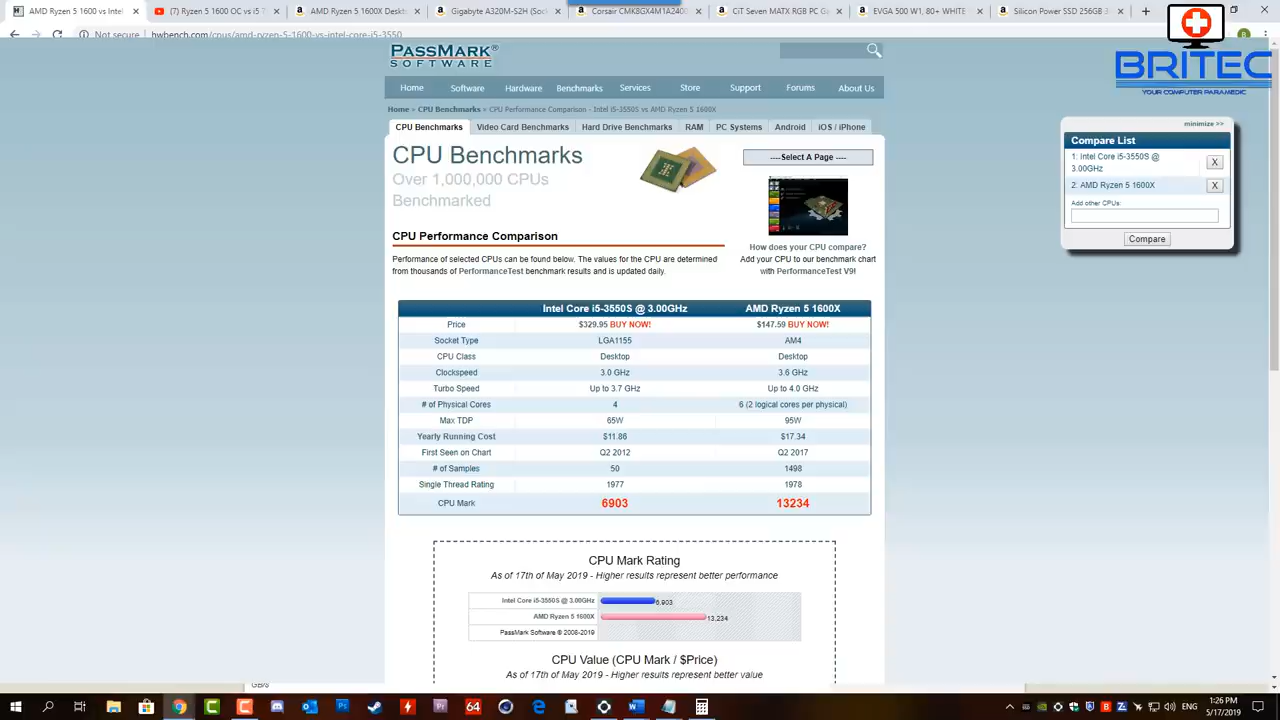 AMD Ryzen 5 1600 vs Intel
(7) Ryzen 5 1600 OC vs i5
AMD Ryzen 5 1600X Deskt
Gigabyte A320M-S2H (Sock
Corsair CMK8GX4M1A240
CiT Seven MATX RGB PC Ga
EVGA 500 W1, 80+ WHITE
Silicon Power SSD 256GB
Not secure hwbench.com/cpus/amd-ryzen-5-1600-vs-intel-core-i5-3550
BRITEC
YOUR COMPUTER PARAMEDIC
PASSMARK®
SOFTWARE
Home Software Hardware Benchmarks Services Store Support Forums About Us
Home » CPU Benchmarks » CPU Performance Comparison - Intel i5-3550S vs AMD Ryzen 5 1600X
CPU Benchmarks Video Card Benchmarks Hard Drive Benchmarks RAM PC Systems Android iOS / iPhone
CPU Benchmarks
Over 1,000,000 CPUs
Benchmarked
----Select A Page ----
How does your CPU compare?
Add your CPU to our benchmark chart
with PerformanceTest V9!
CPU Performance Comparison
Performance of selected CPUs can be found below. The values for the CPU are determined
from thousands of PerformanceTest benchmark results and is updated daily.
Intel Core i5-3550S @ 3.00GHz AMD Ryzen 5 1600X
Price $329.95 BUY NOW! $147.59 BUY NOW!
Socket Type LGA1155 AM4
CPU Class Desktop Desktop
Clockspeed 3.0 GHz 3.6 GHz
Turbo Speed Up to 3.7 GHz Up to 4.0 GHz
# of Physical Cores 4 6 (2 logical cores per physical)
Max TDP 65W 95W
Yearly Running Cost $11.86 $17.34
First Seen on Chart Q2 2012 Q2 2017
# of Samples 50 1498
Single Thread Rating 1977 1978
CPU Mark 6903 13234
CPU Mark Rating
As of 17th of May 2019 - Higher results represent better performance
Intel Core i5-3550S @ 3.00GHz 6,903
AMD Ryzen 5 1600X 13,234
PassMark Software © 2008-2019
CPU Value (CPU Mark / $Price)
As of 17th of May 2019 - Higher results represent better value
minimize >>
Compare List
1: Intel Core i5-3550S @
3.00GHz
X
2. AMD Ryzen 5 1600X
X
Add other CPUs:
Compare
GB/s
64
1:26 PM
5/17/2019